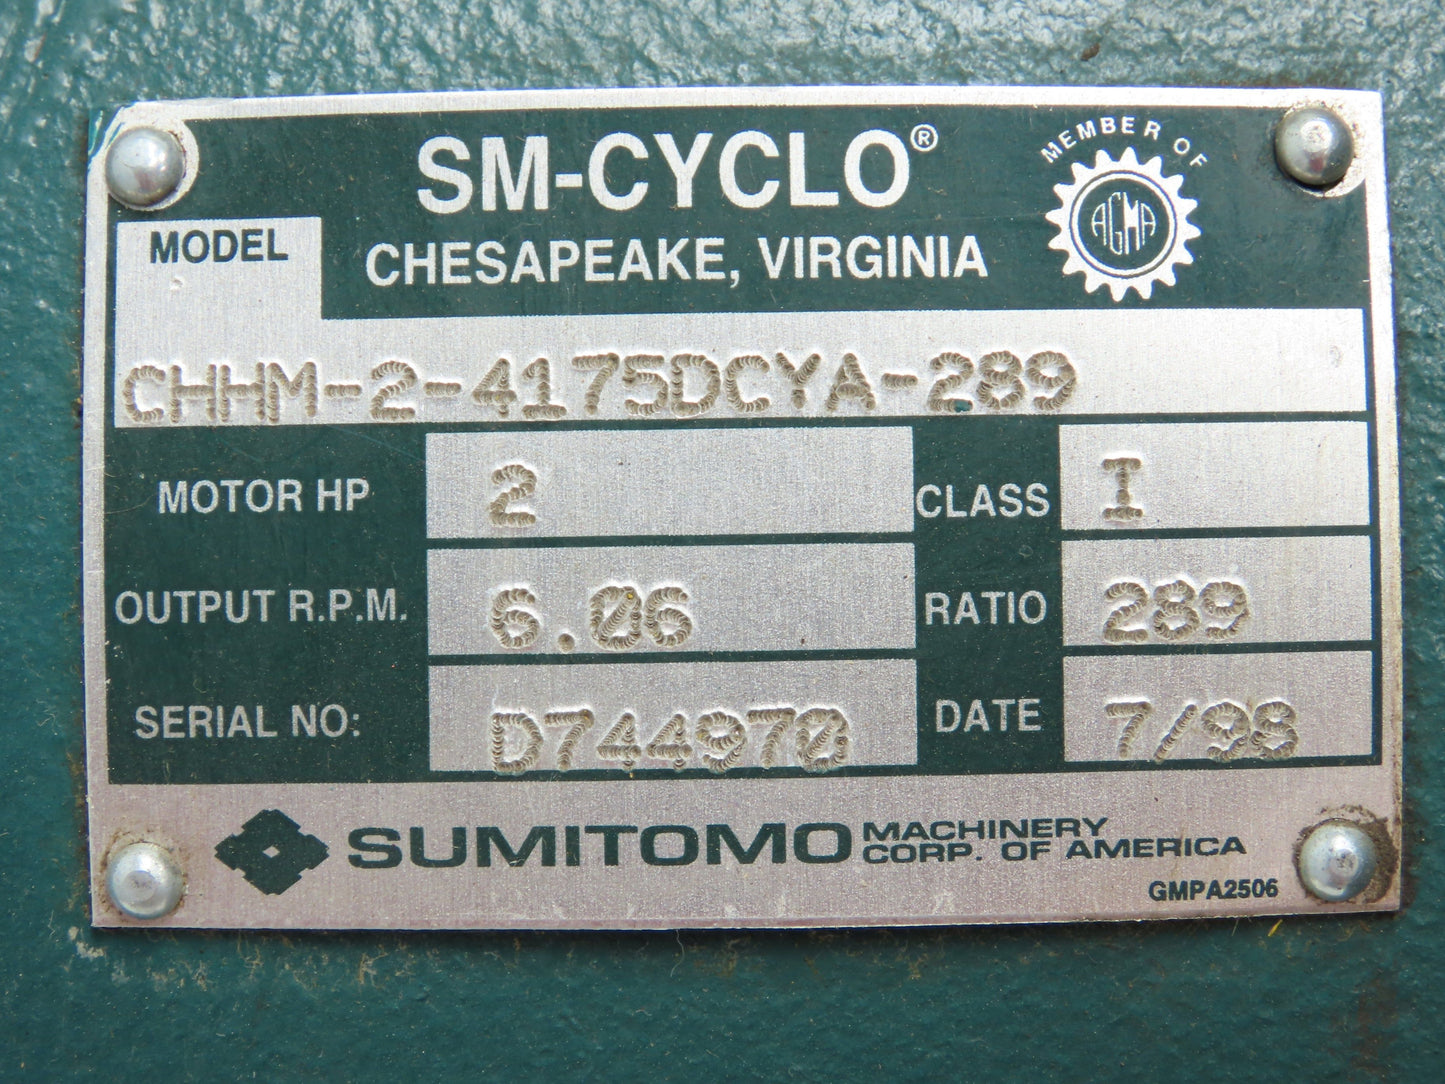 SM-CYCLO®
MEMBER OF
AGMA
CHESAPEAKE, VIRGINIA
MODEL
CHHM-2-4175DCYA-289
MOTOR HP 2 CLASS I
OUTPUT R.P.M. 6.06 RATIO 289
SERIAL NO: D744970 DATE 7/98
SUMITOMO MACHINERY
CORP. OF AMERICA
GMPA2506